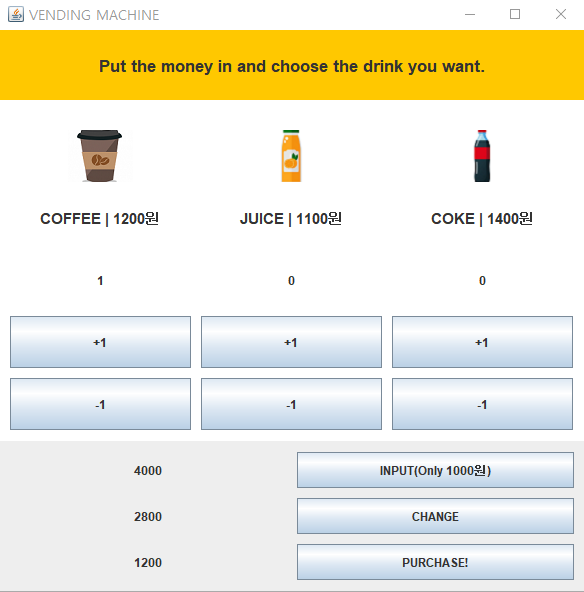 VENDING MACHINE
Put the money in and choose the drink you want.
COFFEE | 1200원 JUICE | 1100원 COKE | 1400원
1 0 0
+1 +1 +1
-1 -1 -1
4000 INPUT(Only 1000원)
2800 CHANGE
1200 PURCHASE!